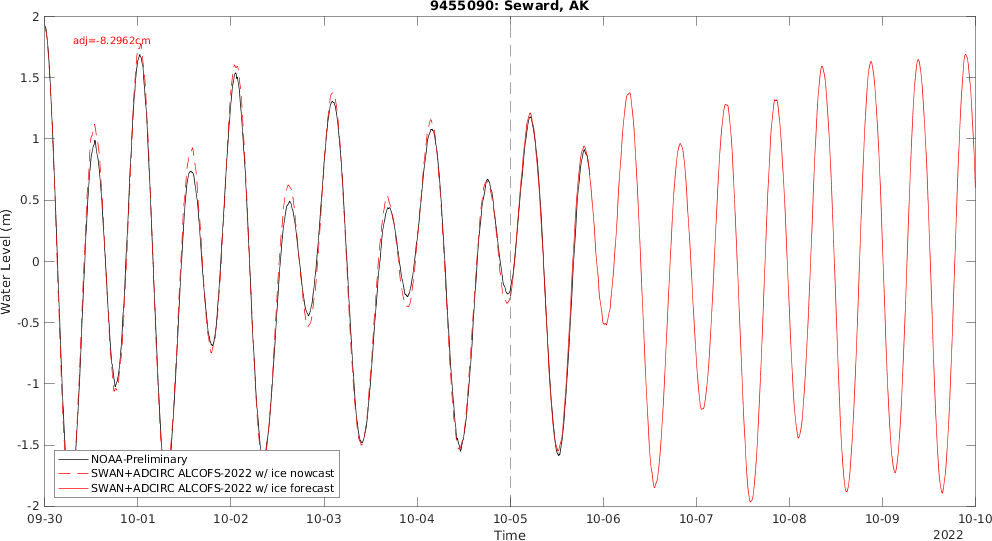 9455090: Seward, AK
adj=-8.2962cm
2
1.5
1
0.5
0
-0.5
-1
-1.5
-2
Water Level (m)
NOAA-Preliminary
SWAN+ADCIRC ALCOFS-2022 w/ ice nowcast
SWAN+ADCIRC ALCOFS-2022 w/ ice forecast
09-30 10-01 10-02 10-03 10-04 10-05 10-06 10-07 10-08 10-09 10-10
Time
2022